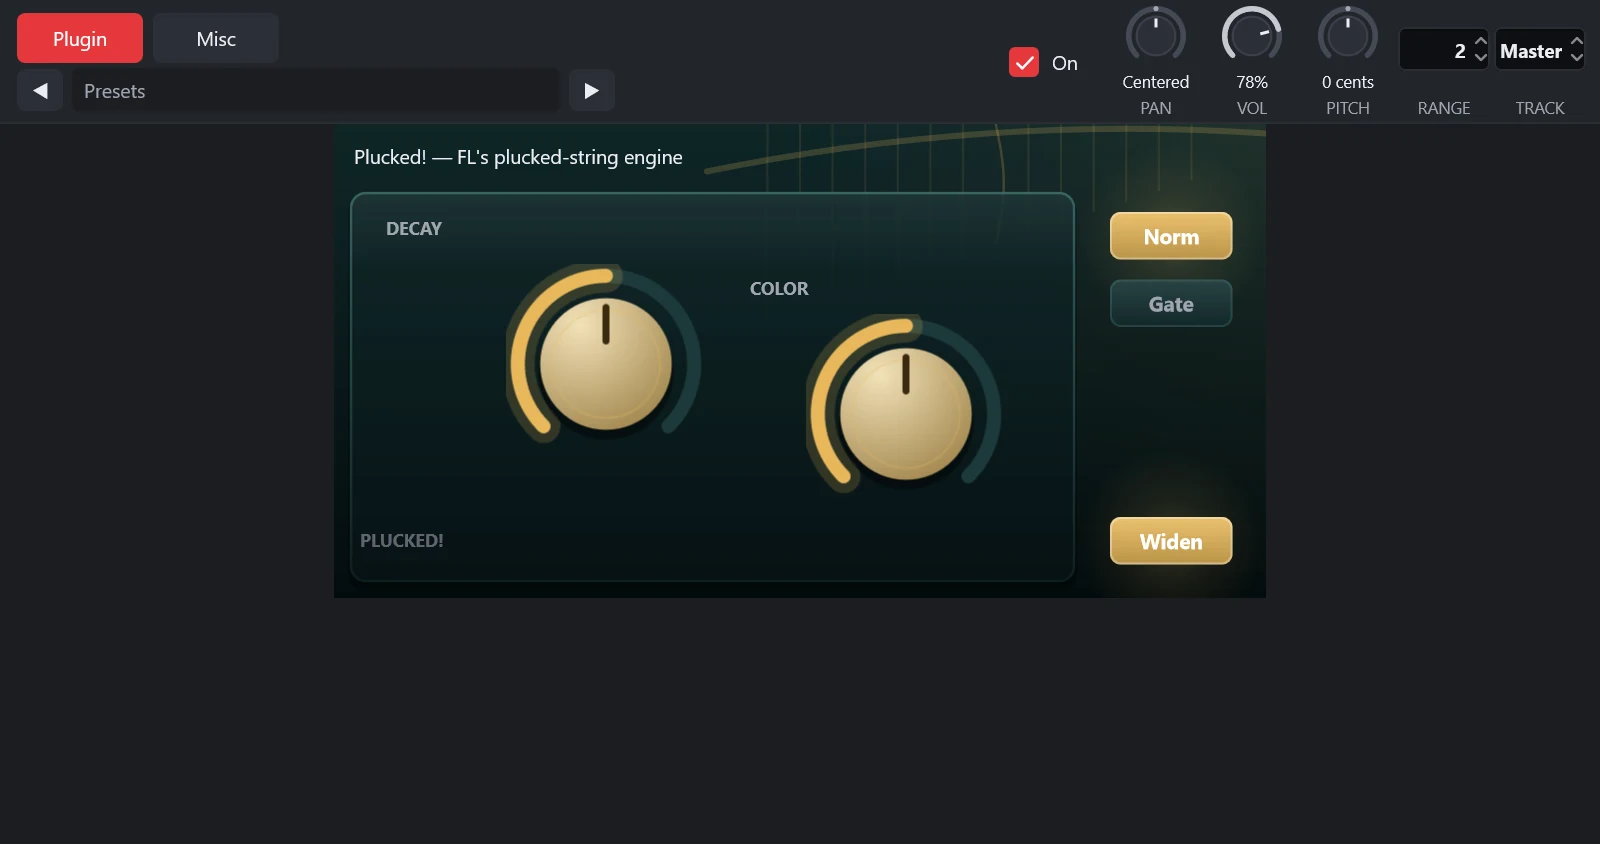 Plugin
Misc
Presets
On
Centered
PAN
78%
VOL
0 cents
PITCH
2
RANGE
Master
TRACK
Plucked! — FL's plucked-string engine
DECAY
COLOR
PLUCKED!
Norm
Gate
Widen